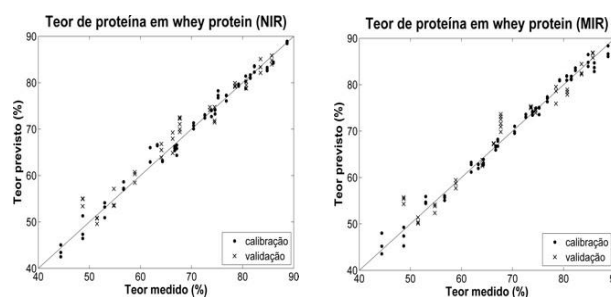 Teor de proteína em whey protein (NIR)
90
80
70
60
50
40
Teor previsto (%)
40 50 60 70 80 90
Teor medido (%)
calibração
validação
Teor de proteína em whey protein (MIR)
90
80
70
60
50
40
Teor previsto (%)
40 50 60 70 80 90
Teor medido (%)
calibração
validação